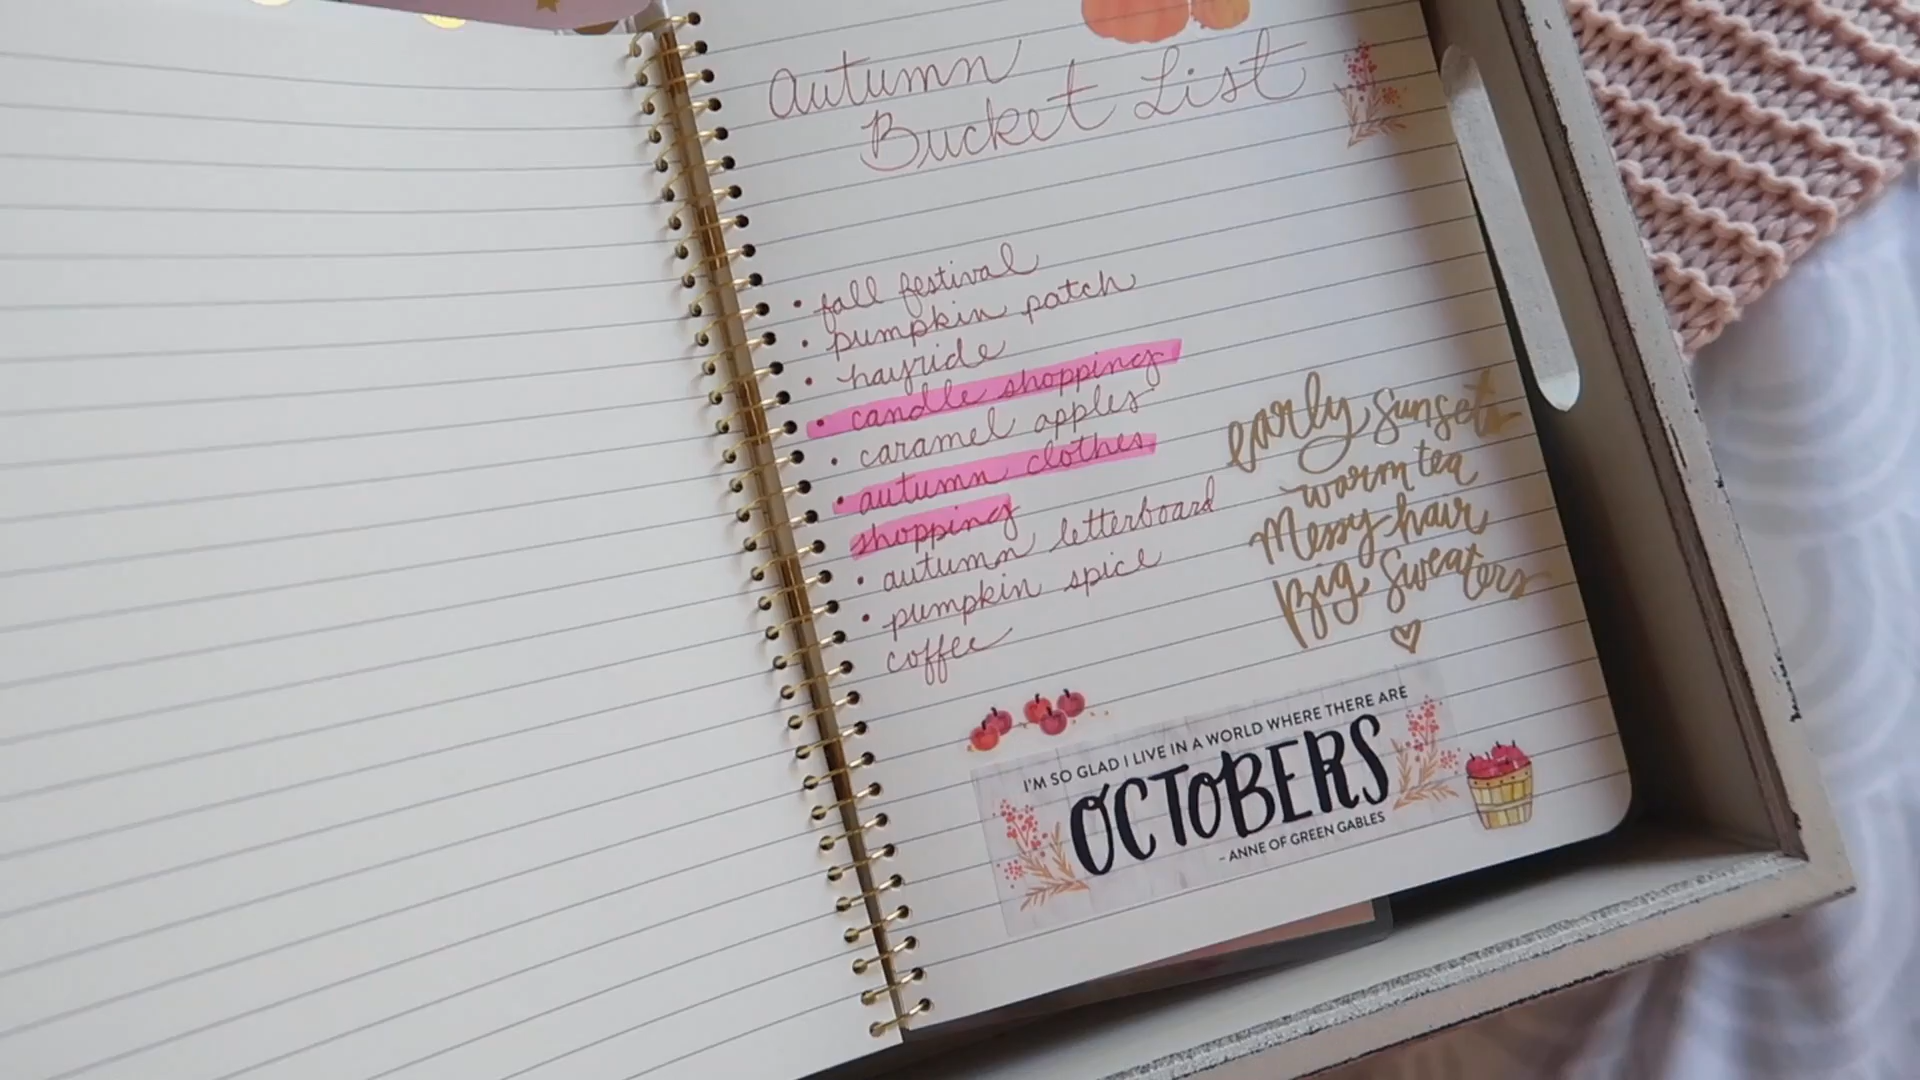 Autumn
Bucket List
• fall festival
• pumpkin patch
• hayride
• candle shopping
• caramel apples
• autumn clothes
shopping
• autumn letterboard
• pumpkin spice
coffee
early sunsets
warm tea
Messy hair
Big Sweaters
I'M SO GLAD I LIVE IN A WORLD WHERE THERE ARE
OCTOBERS
- ANNE OF GREEN GABLES